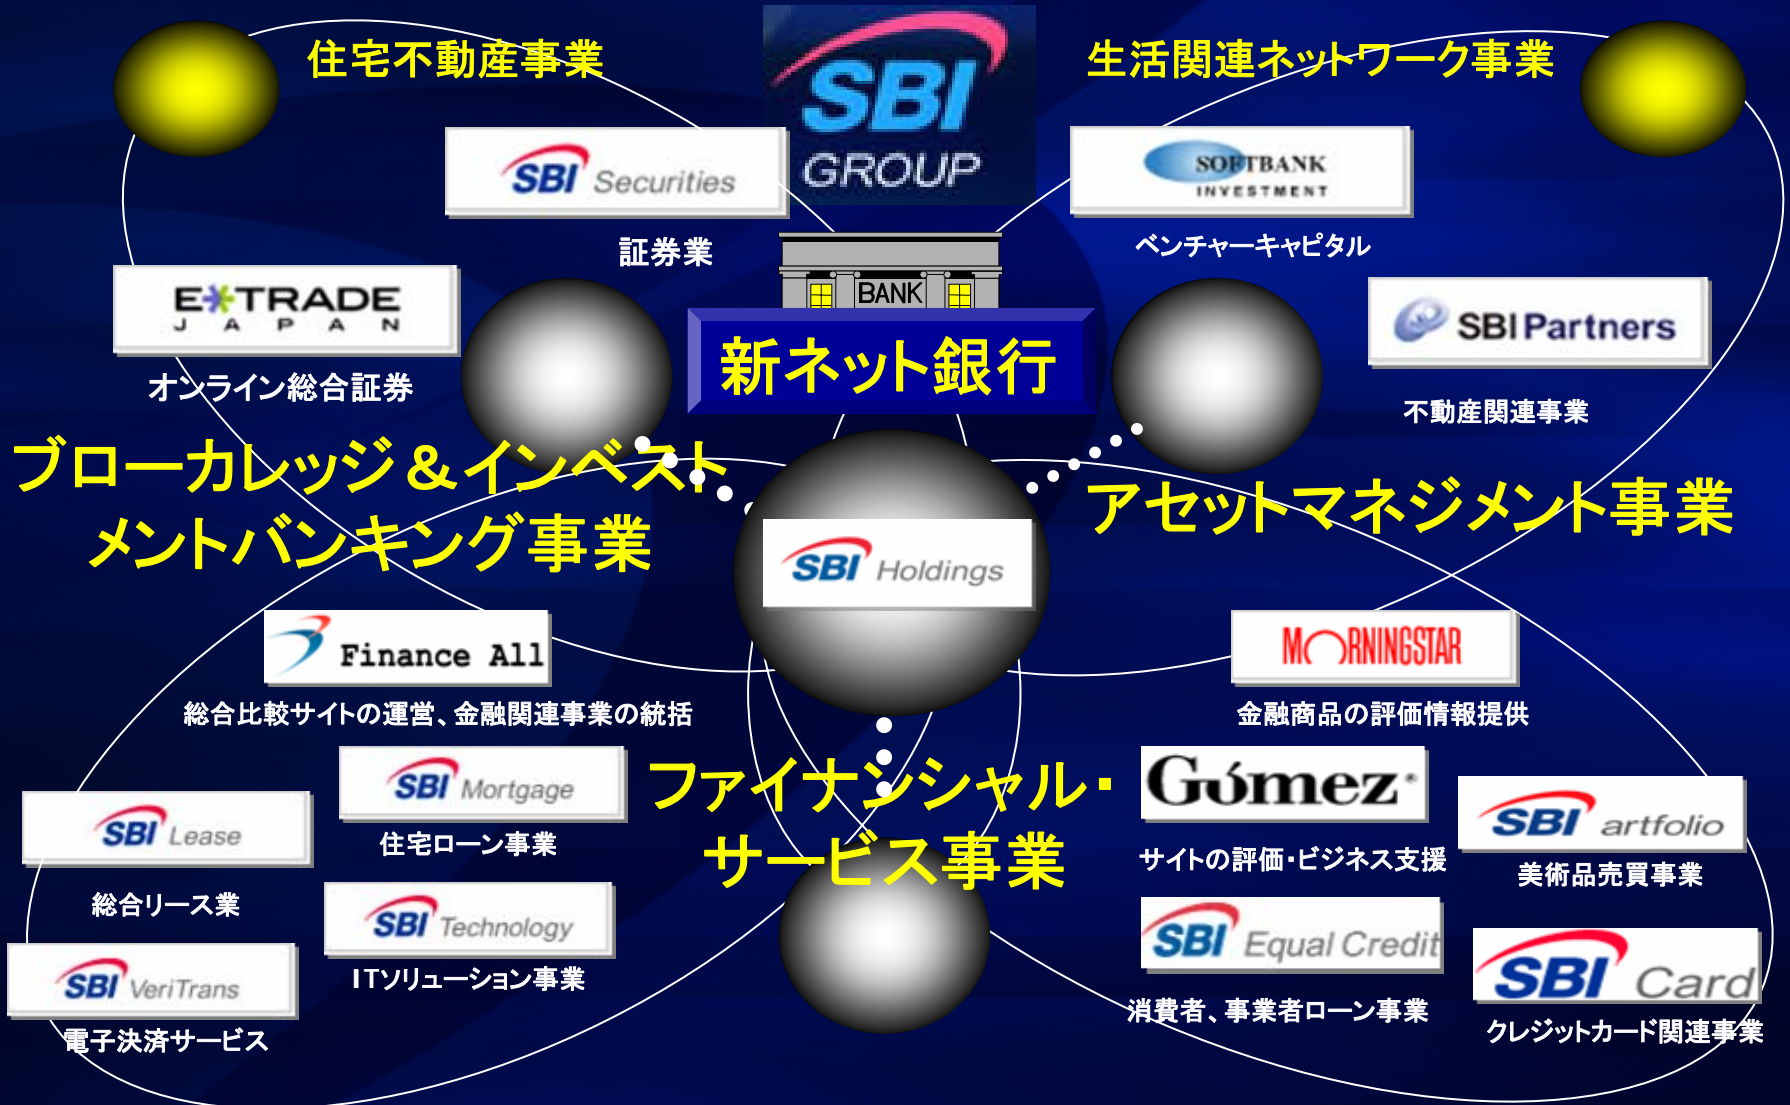 住宅不動産事業
SBI
GROUP
生活関連ネットワーク事業
SBI Securities
証券業
SOFTBANK
INVESTMENT
ベンチャーキャピタル
E*TRADE
JAPAN
オンライン総合証券
BANK
新ネット銀行
SBI Partners
不動産関連事業
ブローカレッジ＆インベスト
メントバンキング事業
アセットマネジメント事業
SBI Holdings
Finance All
総合比較サイトの運営、金融関連事業の統括
MORNINGSTAR
金融商品の評価情報提供
ファイナンシャル・
サービス事業
SBI Mortgage
住宅ローン事業
SBI Lease
総合リース業
SBI Technology
ITソリューション事業
SBI VeriTrans
電子決済サービス
Gómez
サイトの評価・ビジネス支援
SBI artfolio
美術品売買事業
SBI Equal Credit
消費者、事業者ローン事業
SBI Card
クレジットカード関連事業